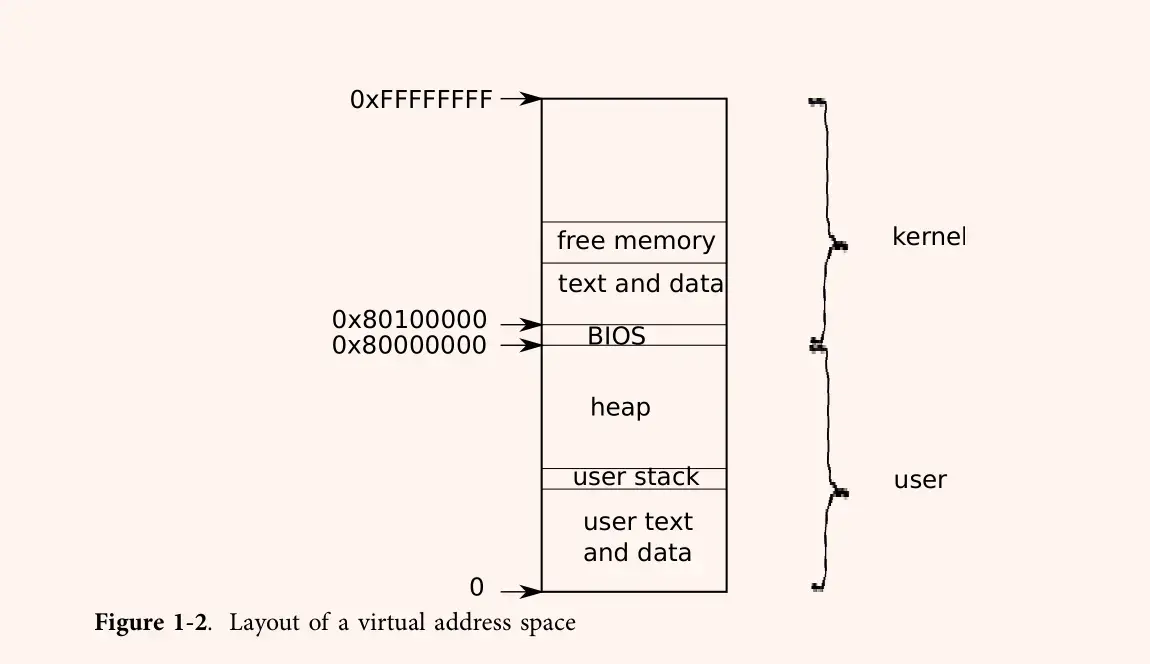 0xFFFFFFFF
free memory
kernel
text and data
0x80100000
BIOS
0x80000000
heap
user stack
user
user text
and data
0
Figure 1-2. Layout of a virtual address space